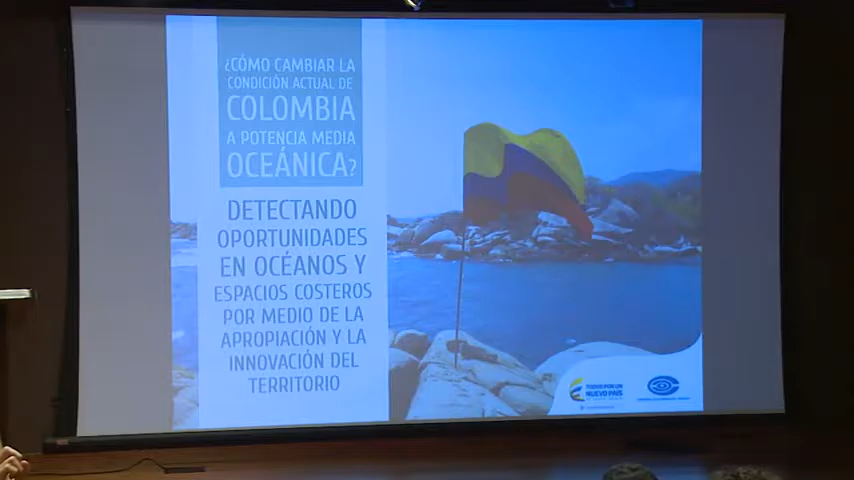 ¿CÓMO CAMBIAR LA
CONDICIÓN ACTUAL DE
COLOMBIA
A POTENCIA MEDIA
OCEÁNICA?
DETECTANDO
OPORTUNIDADES
EN OCÉANOS Y
ESPACIOS COSTEROS
POR MEDIO DE LA
APROPIACIÓN Y LA
INNOVACIÓN DEL
TERRITORIO
TODOS POR UN
NUEVO PAÍS